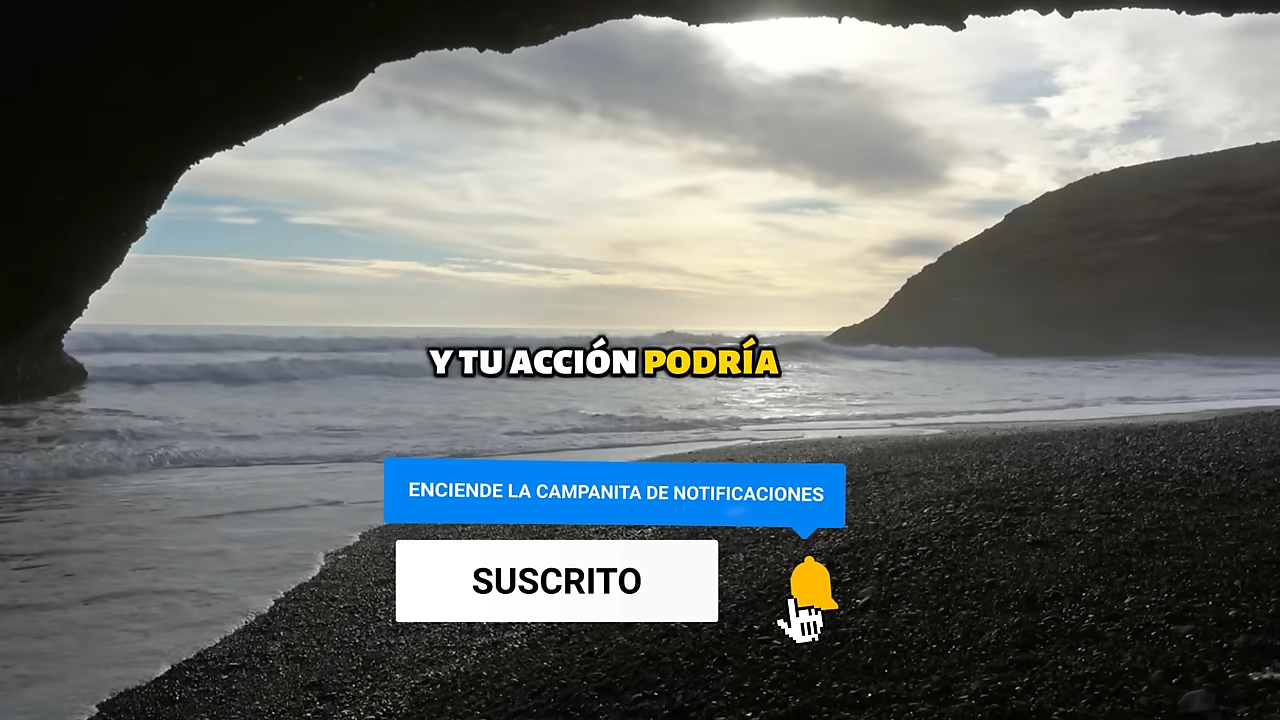 Y TU ACCIÓN PODRÍA
ENCIENDE LA CAMPANITA DE NOTIFICACIONES
SUSCRITO